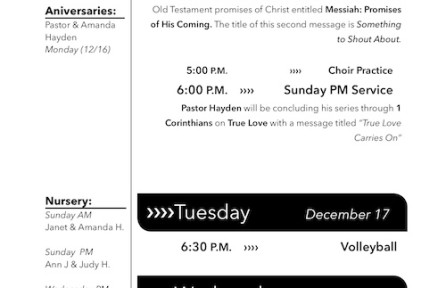 Aniversaries:
Pastor & Amanda
Hayden
Monday (12/16)
Old Testament promises of Christ entitled Messiah: Promises
of His Coming. The title of this second message is Something
to Shout About.
5:00 P.M. »» Choir Practice
6:00 P.M. »» Sunday PM Service
Pastor Hayden will be concluding his series through 1
Corinthians on True Love with a message titled "True Love
Carries On"
Nursery:
Sunday AM
Janet & Amanda H.
Sunday PM
Ann J & Judy H.
»»Tuesday December 17
6:30 P.M. »» Volleyball